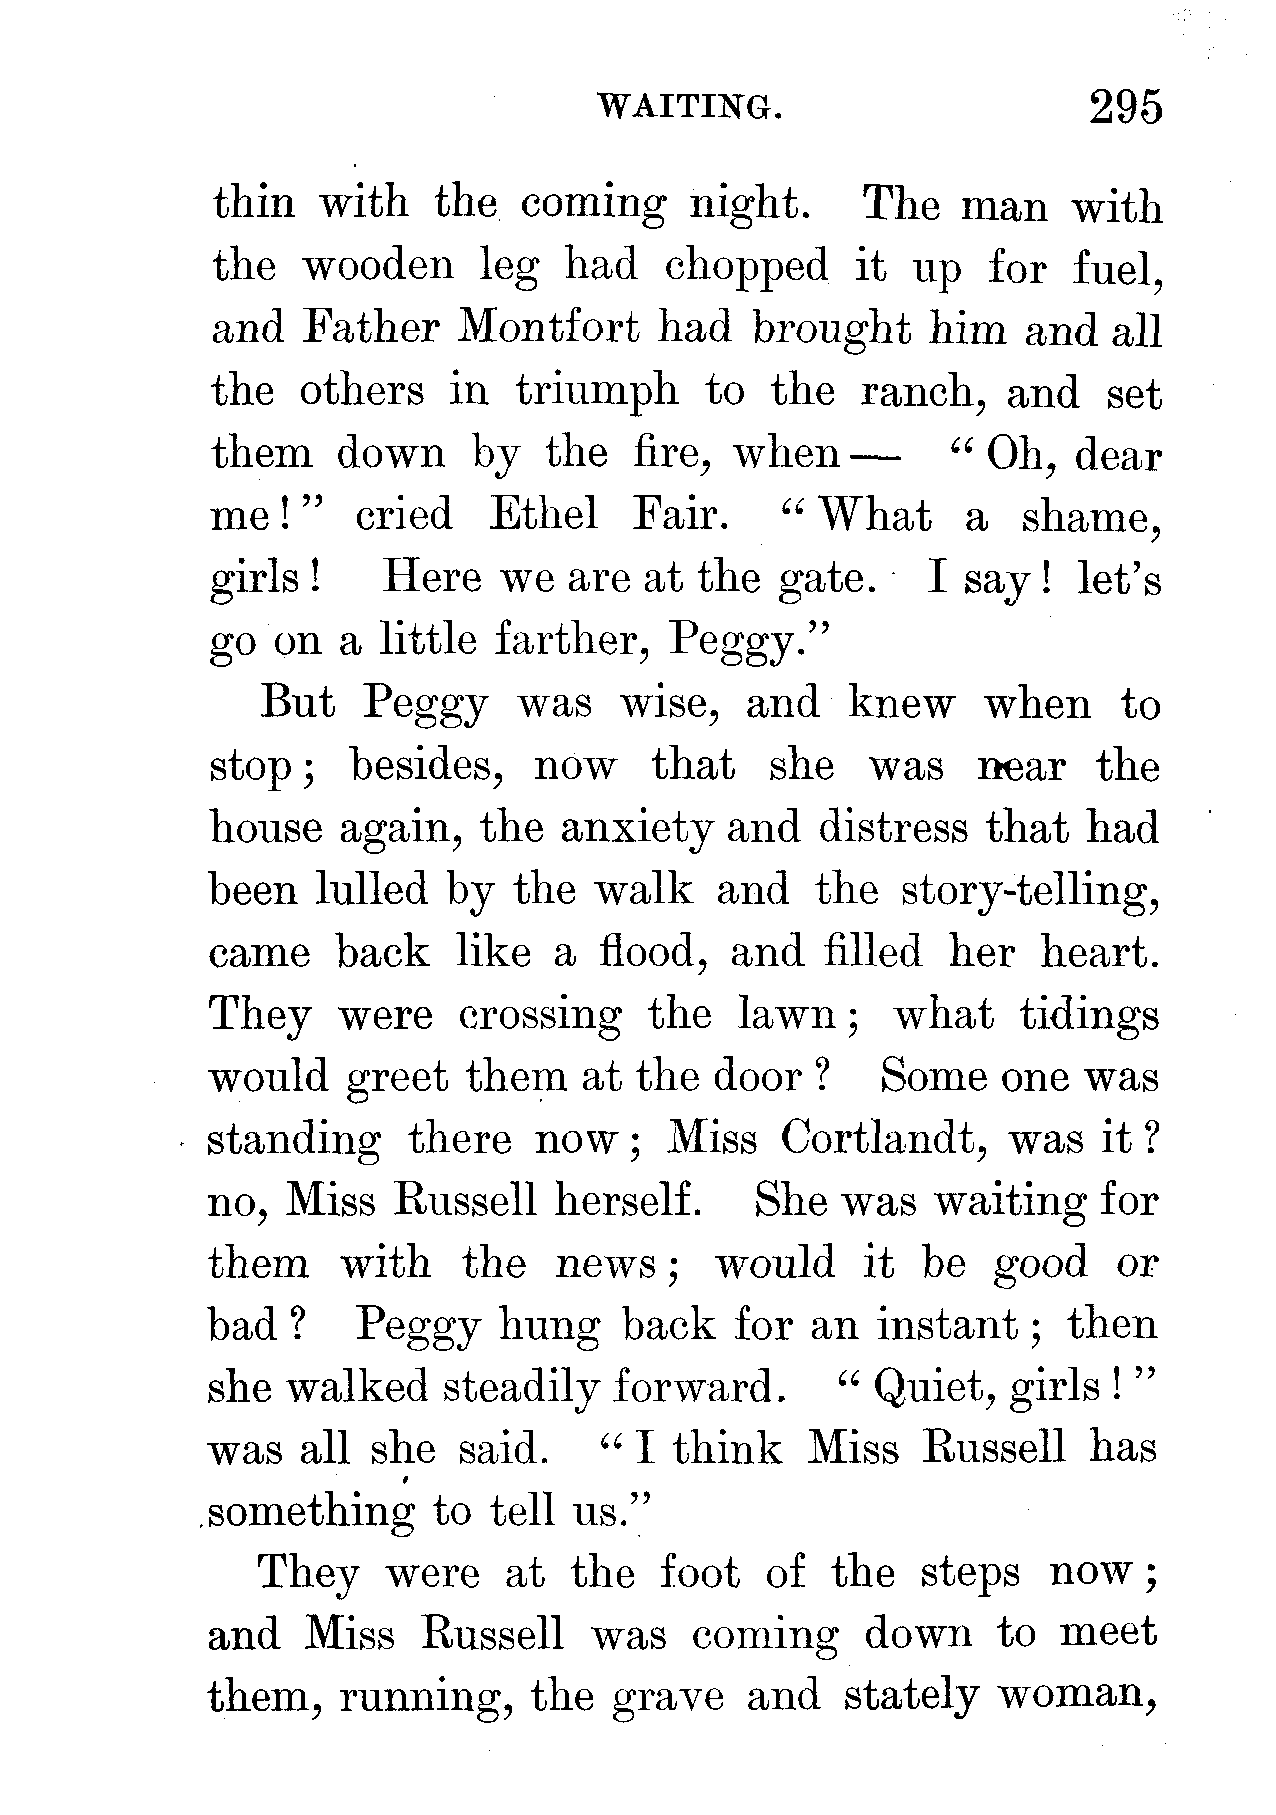 WAITING. 295
thin with the coming night. The man with
the wooden leg had chopped it up for fuel,
and Father Montfort had brought him and all
the others in triumph to the ranch, and set
them down by the fire, when— “ Oh, dear
me ! ” cried Ethel Fair. “ What a shame,
girls ! Here we are at the gate. I say ! let’s
go on a little farther, Peggy.”
But Peggy was wise, and knew when to
stop ; besides, now that she was near the
house again, the anxiety and distress that had
been lulled by the walk and the story-telling,
came back like a flood, and filled her heart.
They were crossing the lawn ; what tidings
would greet them at the door ? Some one was
standing there now ; Miss Cortlandt, was it ?
no, Miss Russell herself. She was waiting for
them with the news ; would it be good or
bad ? Peggy hung back for an instant ; then
she walked steadily forward. “ Quiet, girls ! ”
was all she said. “ I think Miss Russell has
something to tell us.”
They were at the foot of the steps now ;
and Miss Russell was coming down to meet
them, running, the grave and stately woman,